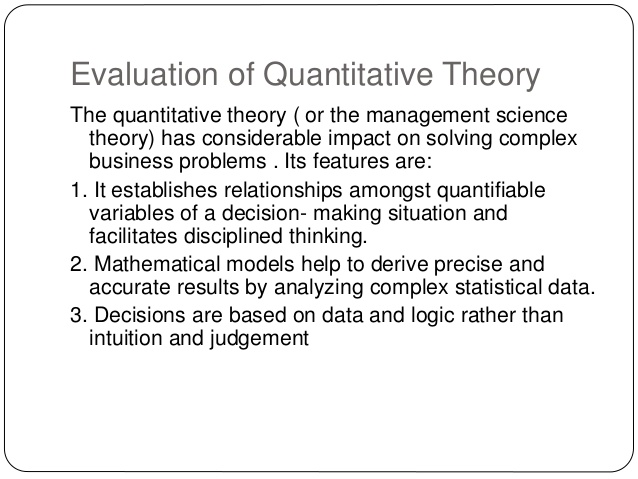 Evaluation of Quantitative Theory
The quantitative theory ( or the management science
theory) has considerable impact on solving complex
business problems . Its features are:
1. It establishes relationships amongst quantifiable
variables of a decision- making situation and
facilitates disciplined thinking.
2. Mathematical models help to derive precise and
accurate results by analyzing complex statistical data.
3. Decisions are based on data and logic rather than
intuition and judgement